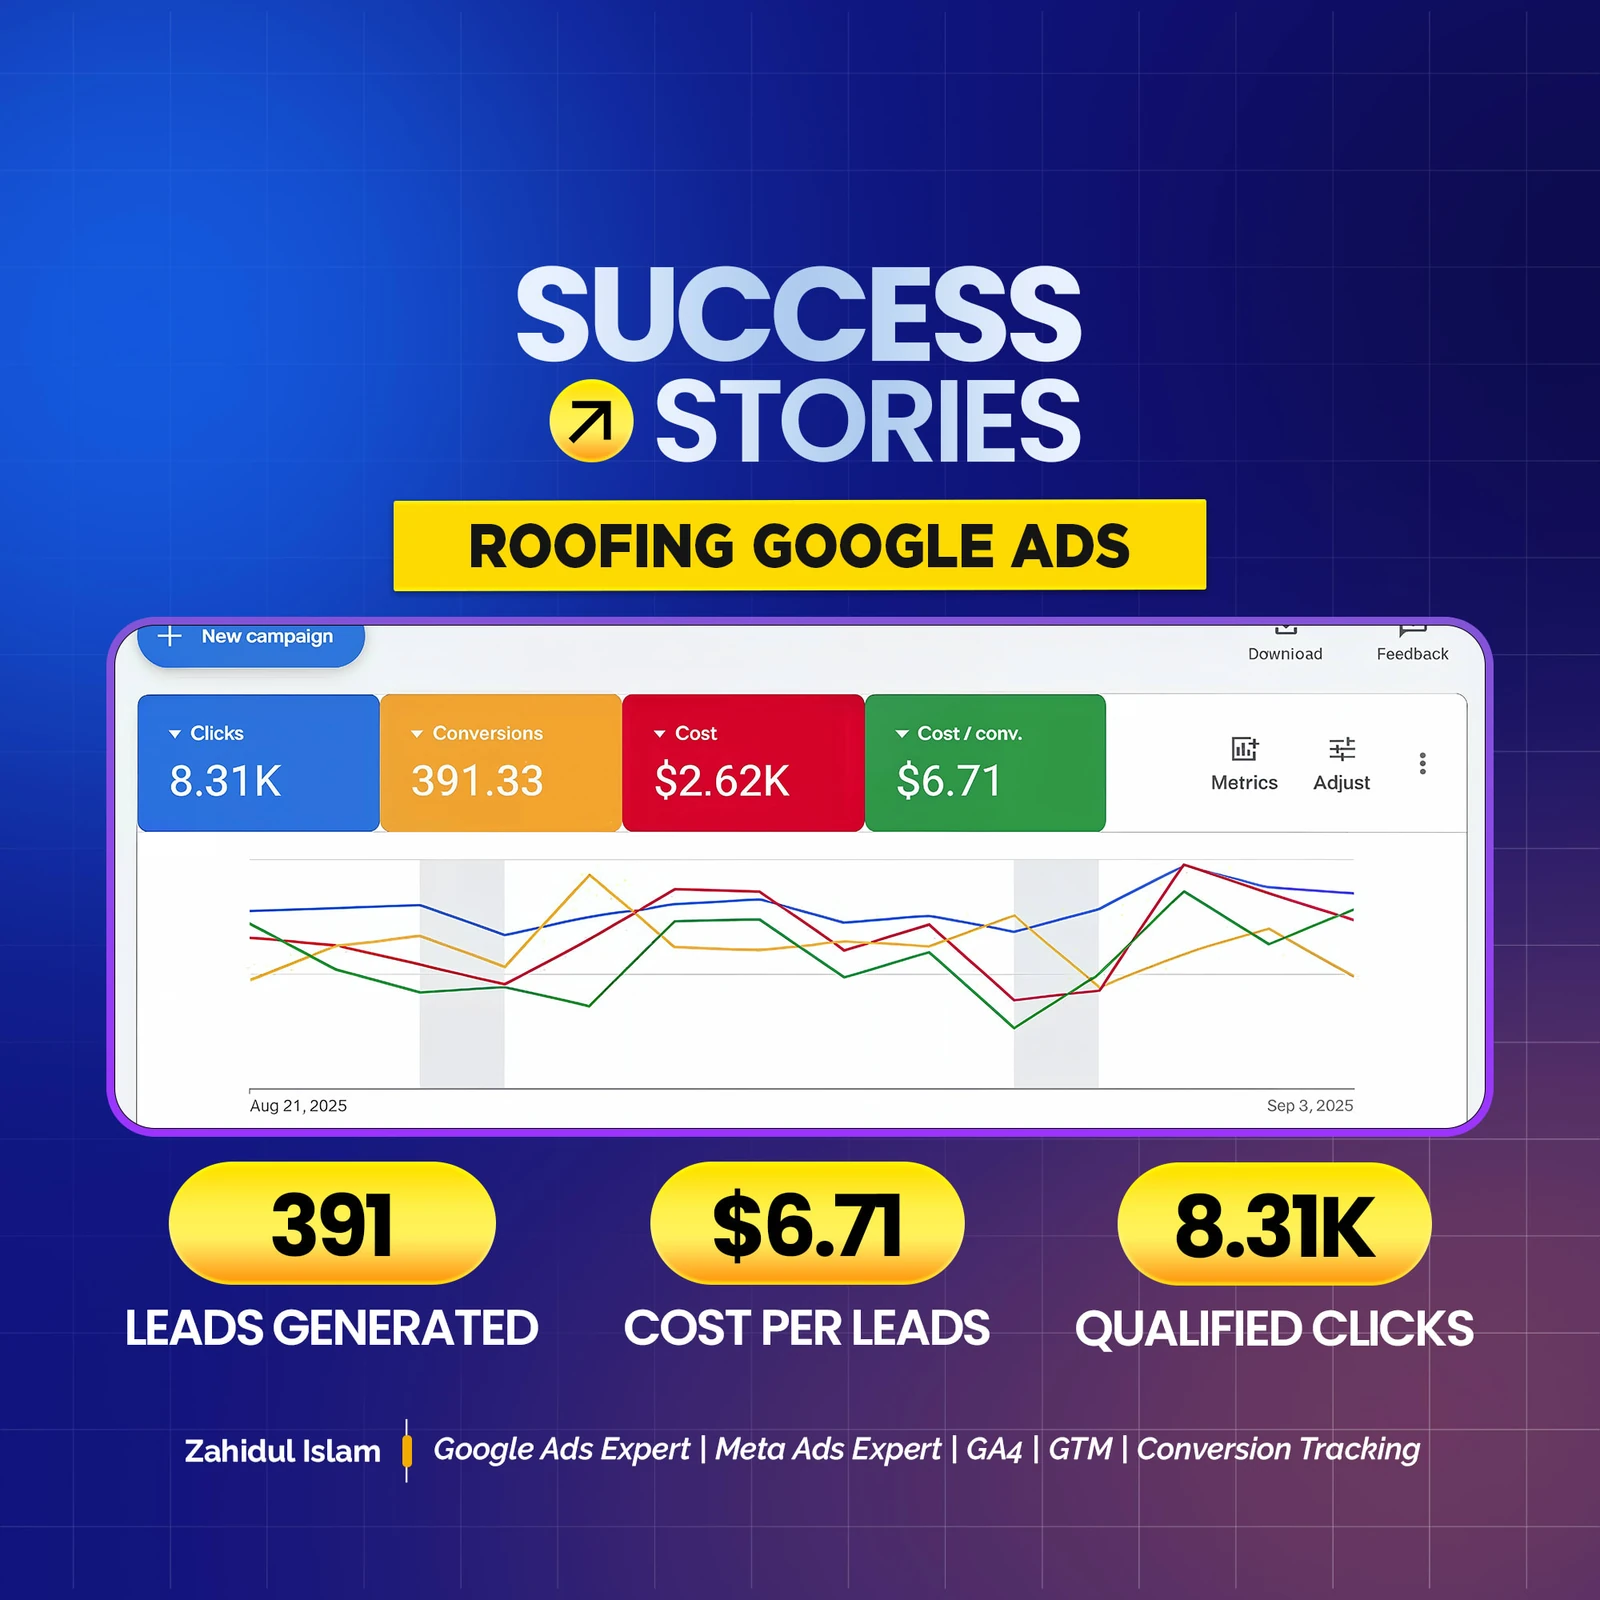 SUCCESS
STORIES
ROOFING GOOGLE ADS
New campaign
Download
Feedback
Clicks
8.31K
Conversions
391.33
Cost
$2.62K
Cost / conv.
$6.71
Metrics
Adjust
Aug 21, 2025
Sep 3, 2025
391
LEADS GENERATED
$6.71
COST PER LEADS
8.31K
QUALIFIED CLICKS
Zahidul Islam
Google Ads Expert | Meta Ads Expert | GA4 | GTM | Conversion Tracking